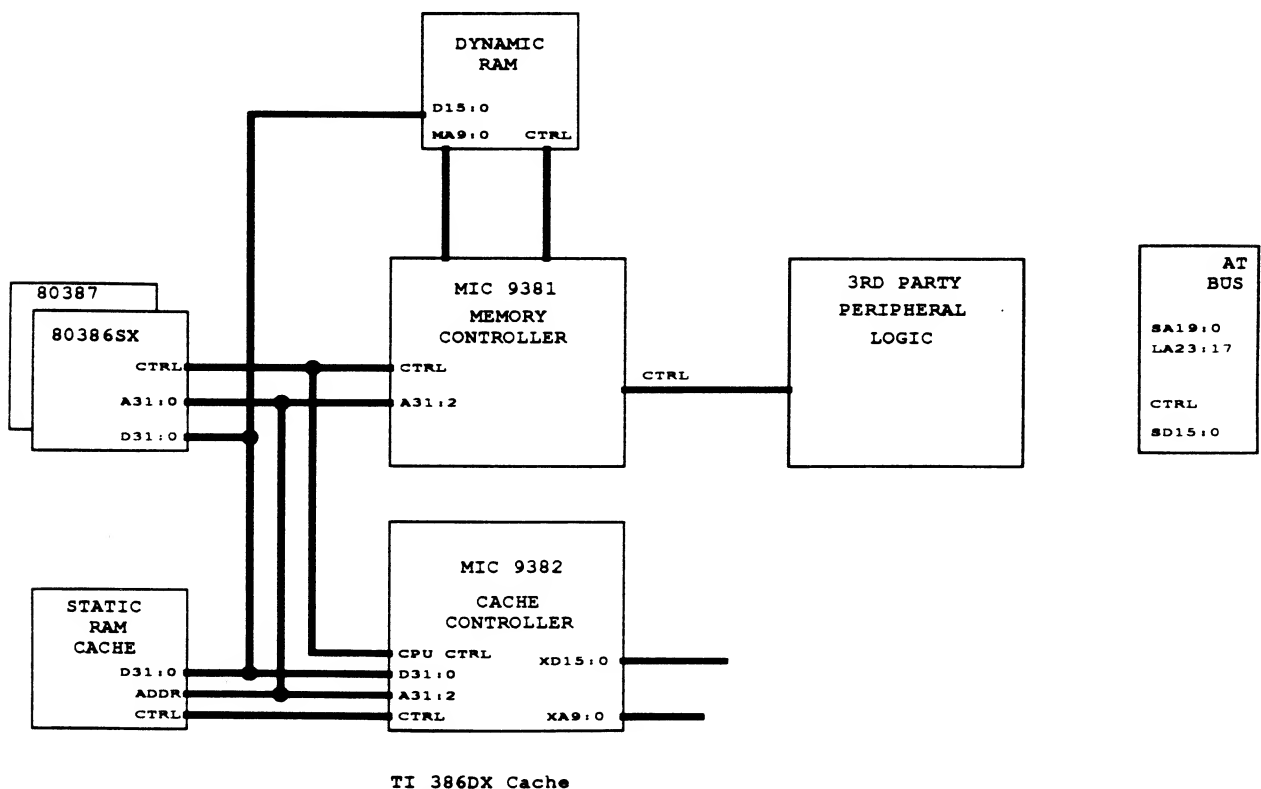 DYNAMIC
RAM
D15:0
MA9:0 CTRL
80387
80386SX
CTRL
A31:0
D31:0
MIC 9381
MEMORY
CONTROLLER
CTRL
A31:2
CTRL
3RD PARTY
PERIPHERAL
LOGIC
AT
BUS
SA19:0
LA23:17
CTRL
SD15:0
STATIC
RAM
CACHE
D31:0
ADDR
CTRL
MIC 9382
CACHE
CONTROLLER
CPU CTRL
D31:0
A31:2
CTRL
XD15:0
XA9:0
TI 386DX Cache